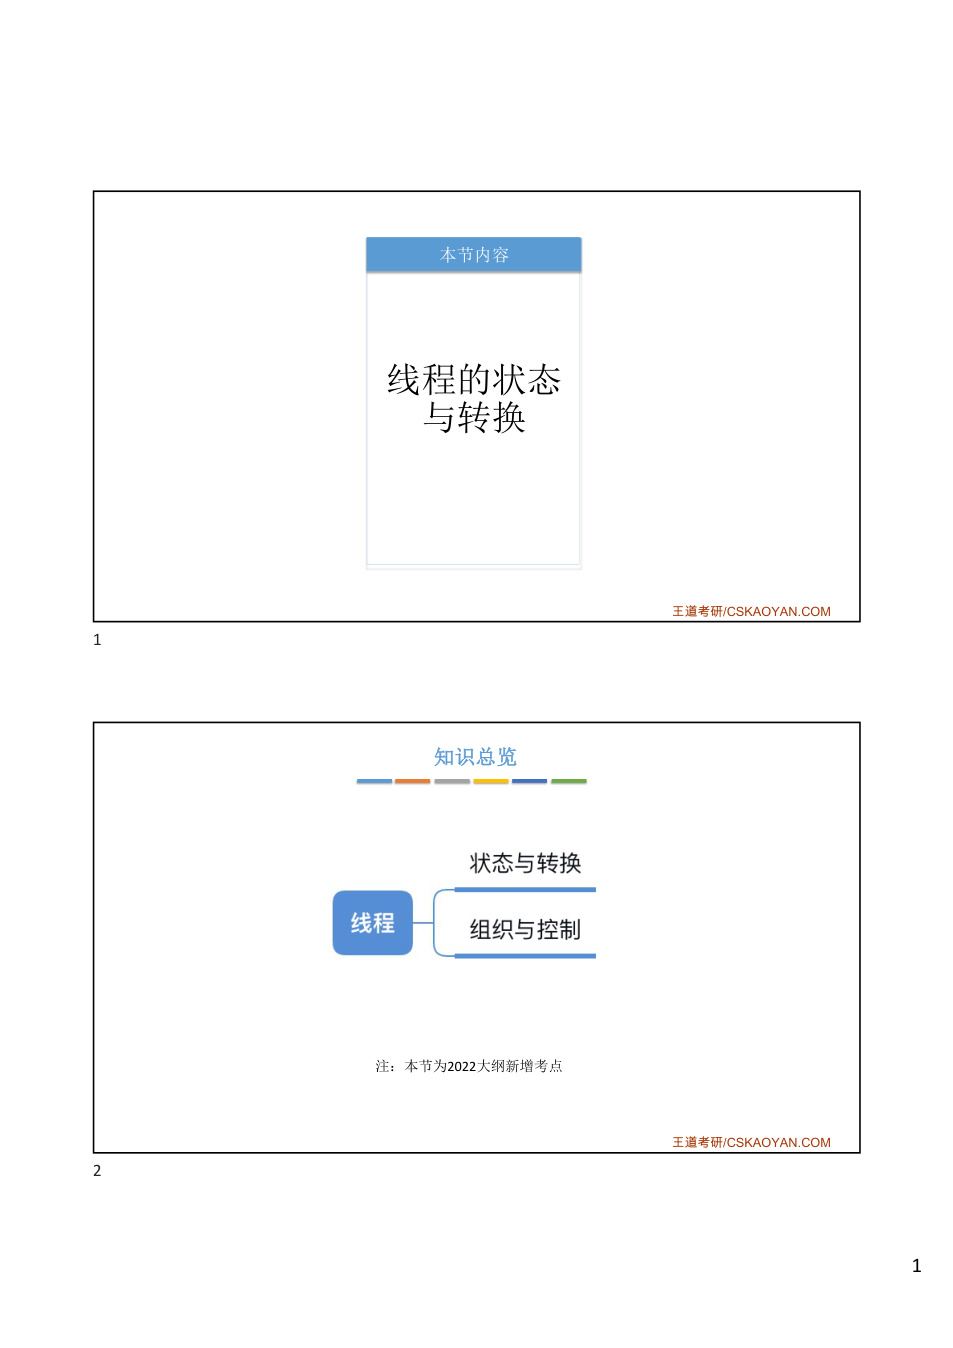 本节内容
线程的状态
与转换
王道考研/CSKAOYAN.COM
1
知识总览
状态与转换
线程
组织与控制
注：本节为2022大纲新增考点
王道考研/CSKAOYAN.COM
2
1